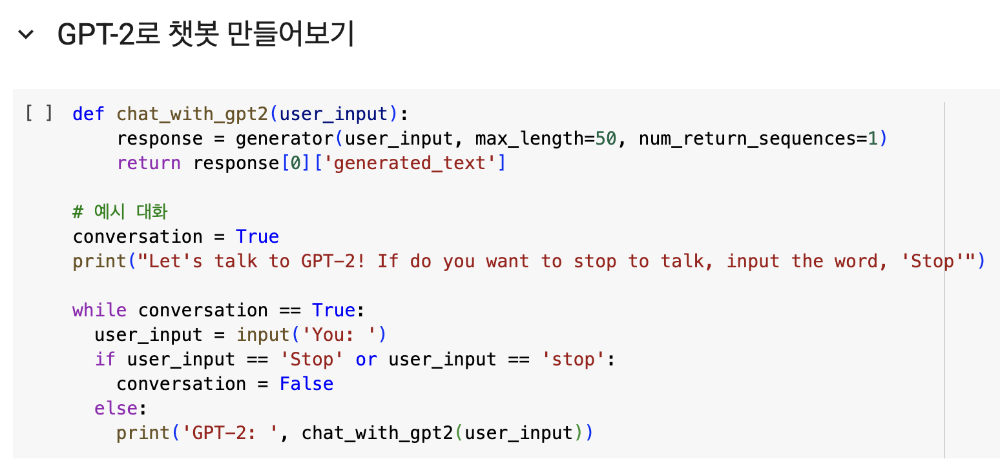 GPT-2로 챗봇 만들어보기
[ ] def chat_with_gpt2(user_input):
    response = generator(user_input, max_length=50, num_return_sequences=1)
    return response[0]['generated_text']
# 예시 대화
conversation = True
print("Let's talk to GPT-2! If do you want to stop to talk, input the word, 'Stop'")
while conversation == True:
  user_input = input('You: ')
  if user_input == 'Stop' or user_input == 'stop':
    conversation = False
  else:
    print('GPT-2: ', chat_with_gpt2(user_input))